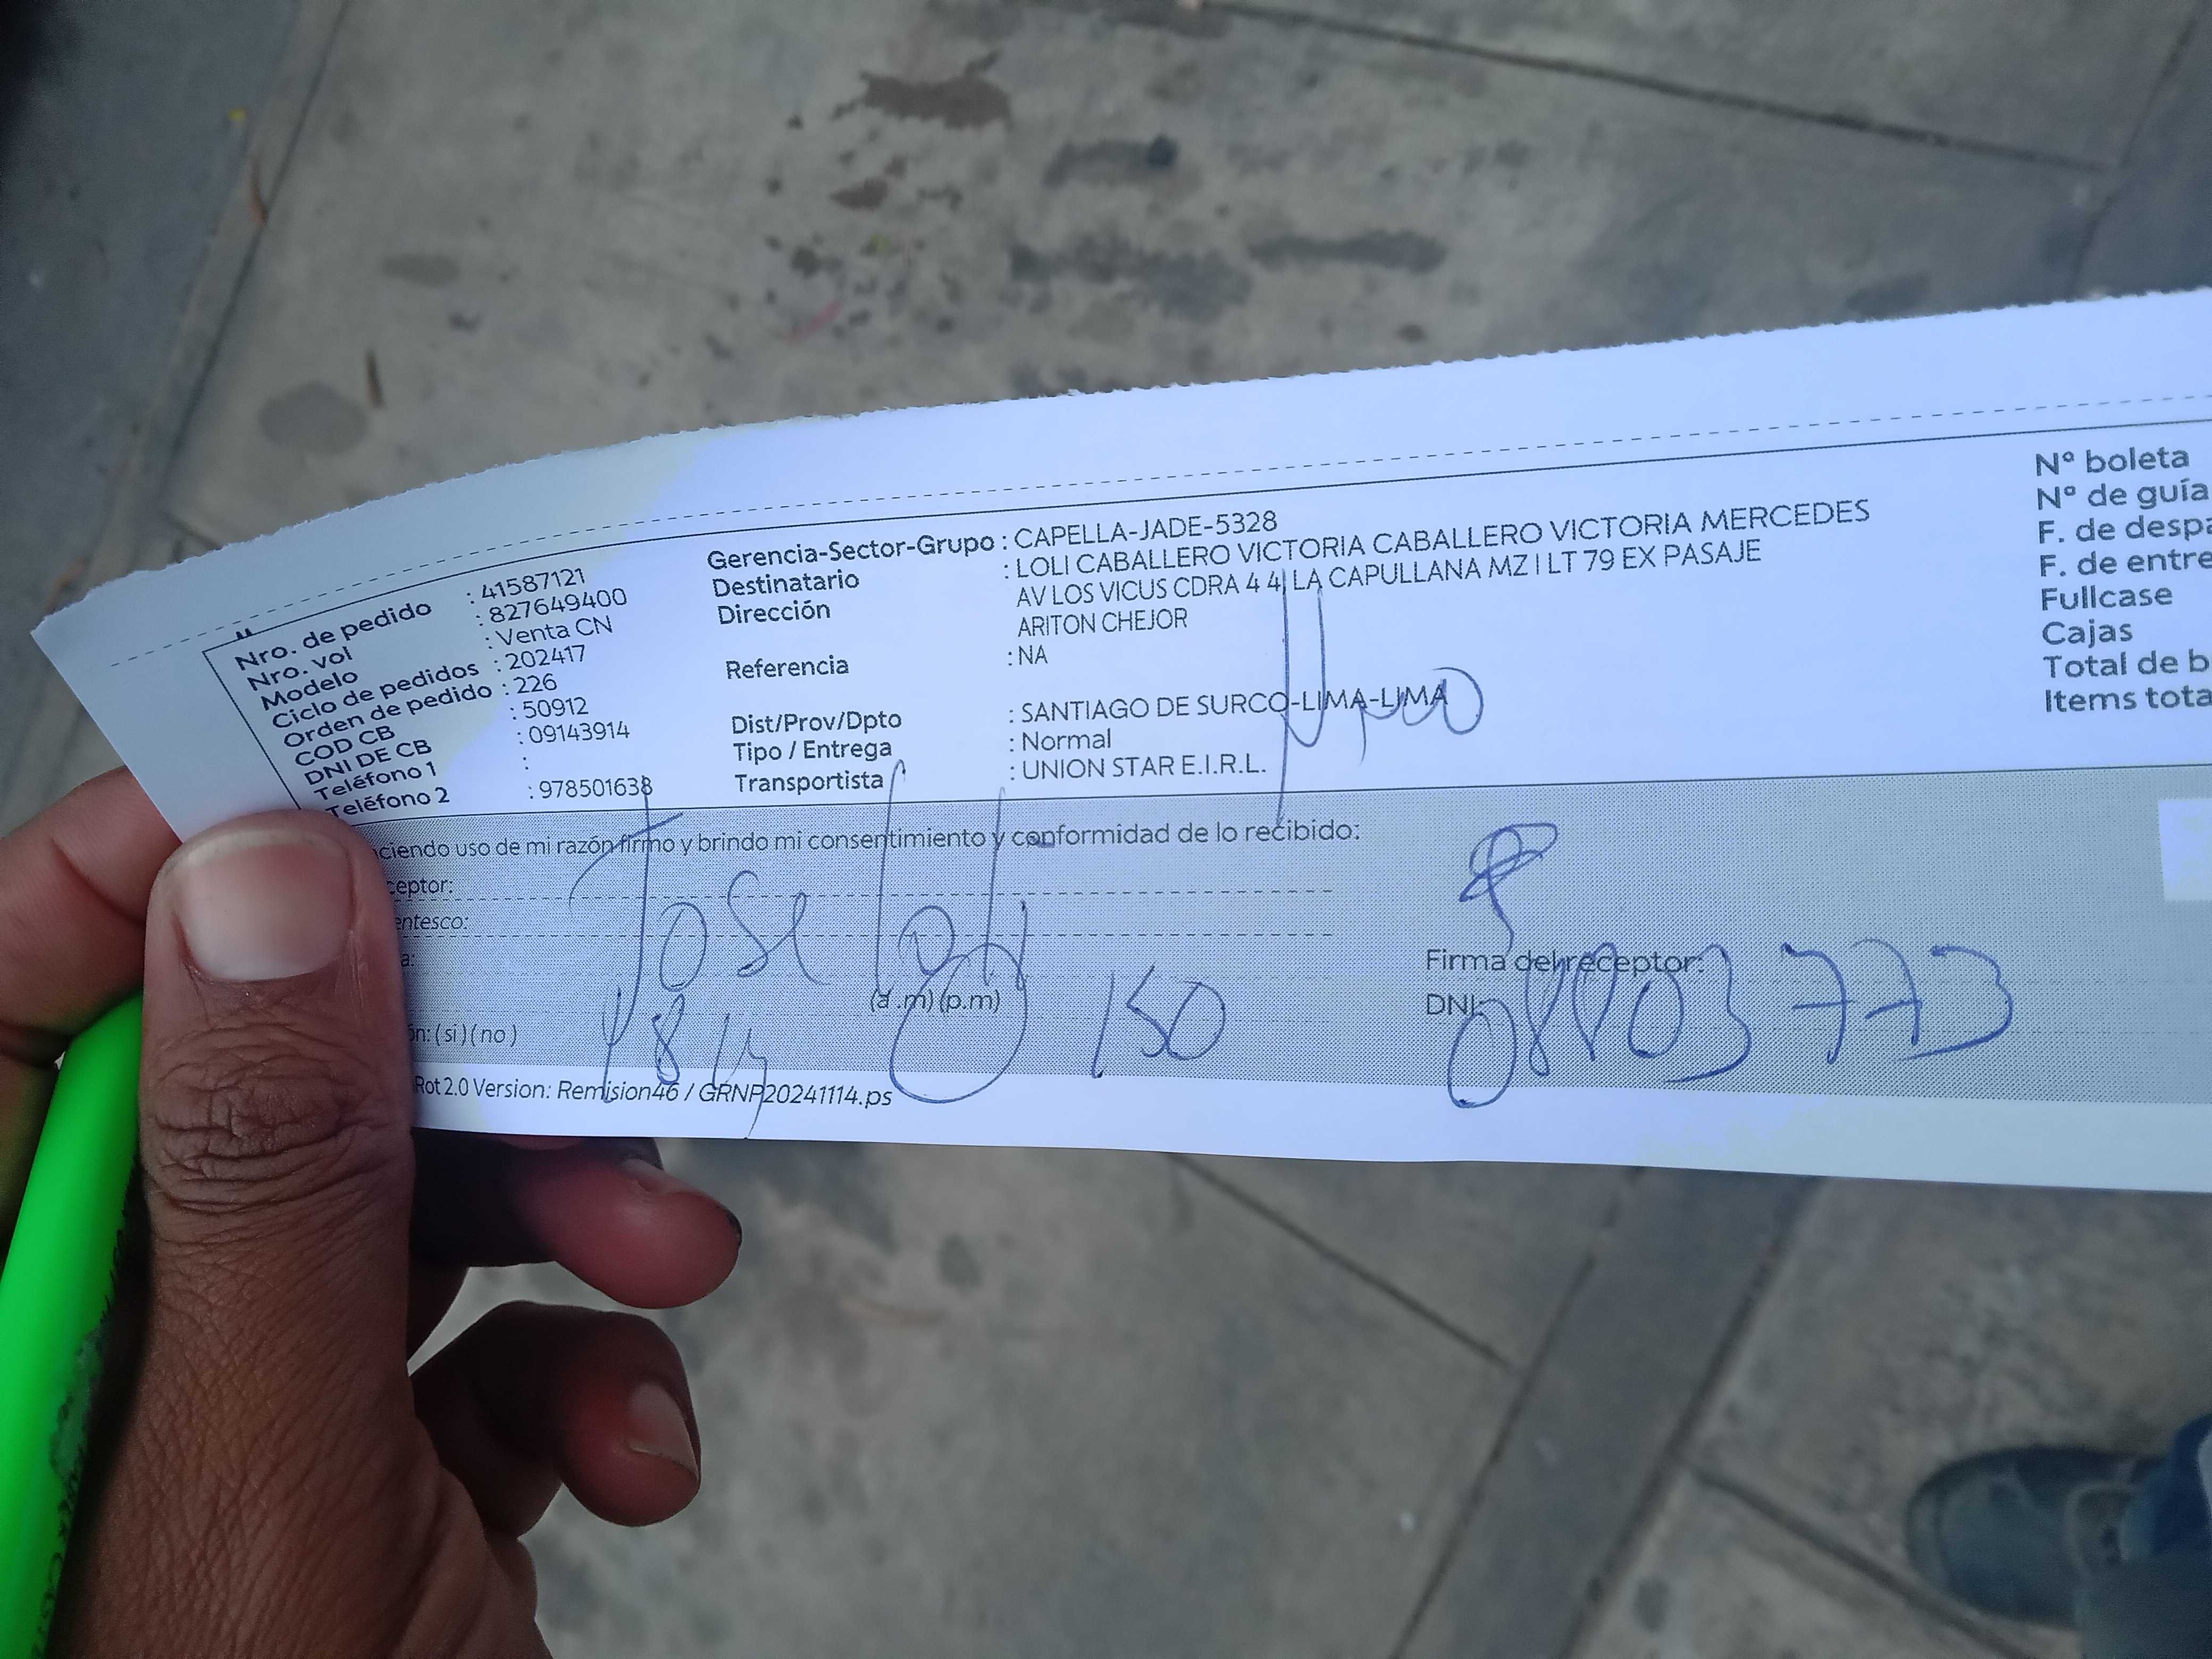 Nro. de pedido : 41587121
Nro. vol : 827649400
Modelo : Venta CN
Ciclo de pedidos : 202417
Orden de pedido : 226
COD CB : 50912
DNI DE CB : 09143914
Teléfono 1 :
Teléfono 2 : 978501638
Gerencia-Sector-Grupo : CAPELLA-JADE-5328
Destinatario : LOLI CABALLERO VICTORIA CABALLERO VICTORIA MERCEDES
Dirección AV LOS VICUS CDRA 4 4 LA CAPULLANA MZ I LT 79 EX PASAJE
ARITON CHEJOR
Referencia : NA
Dist/Prov/Dpto : SANTIAGO DE SURCO-LIMA-LIMA
Tipo / Entrega : Normal
Transportista : UNION STAR E.I.R.L.
Nº boleta
Nº de guía
F. de despa
F. de entre
Fullcase
Cajas
Total de b
Items tota
ciendo uso de mi razón firmo y brindo mi consentimiento y conformidad de lo recibido:
ceptor: Jose
entesco:
a: (a.m) (p.m) 150
ón: ( si ) ( no )
Firma del receptor:
DNI:
Rot 2.0 Version: Remision46 / GRNP20241114.ps